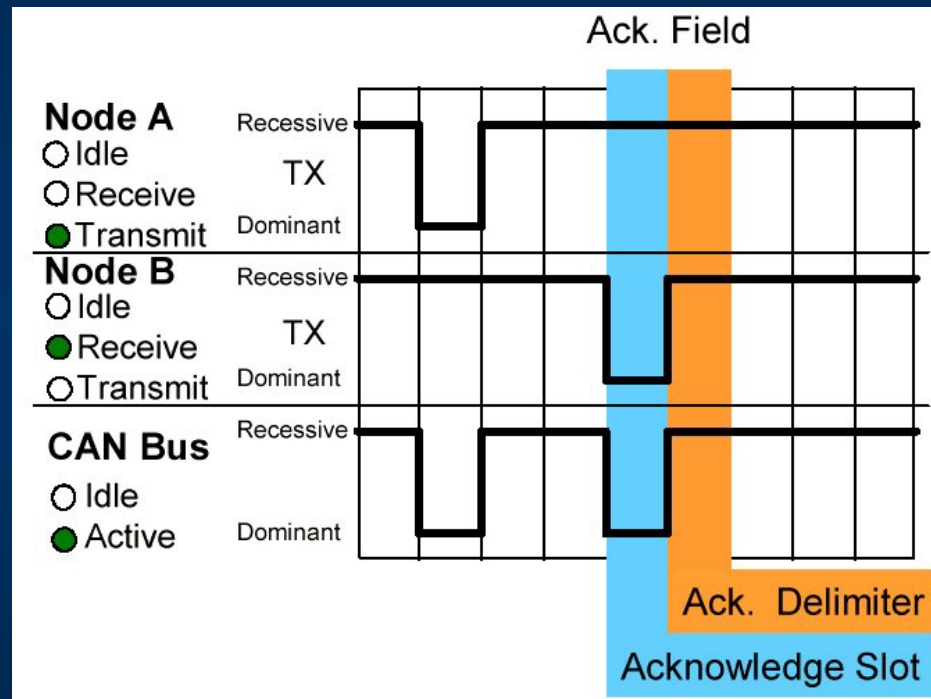 Ack. Field
Node A
Idle
Receive
Transmit
Recessive
TX
Dominant
Node B
Idle
Receive
Transmit
Recessive
TX
Dominant
CAN Bus
Idle
Active
Recessive
Dominant
Ack. Delimiter
Acknowledge Slot